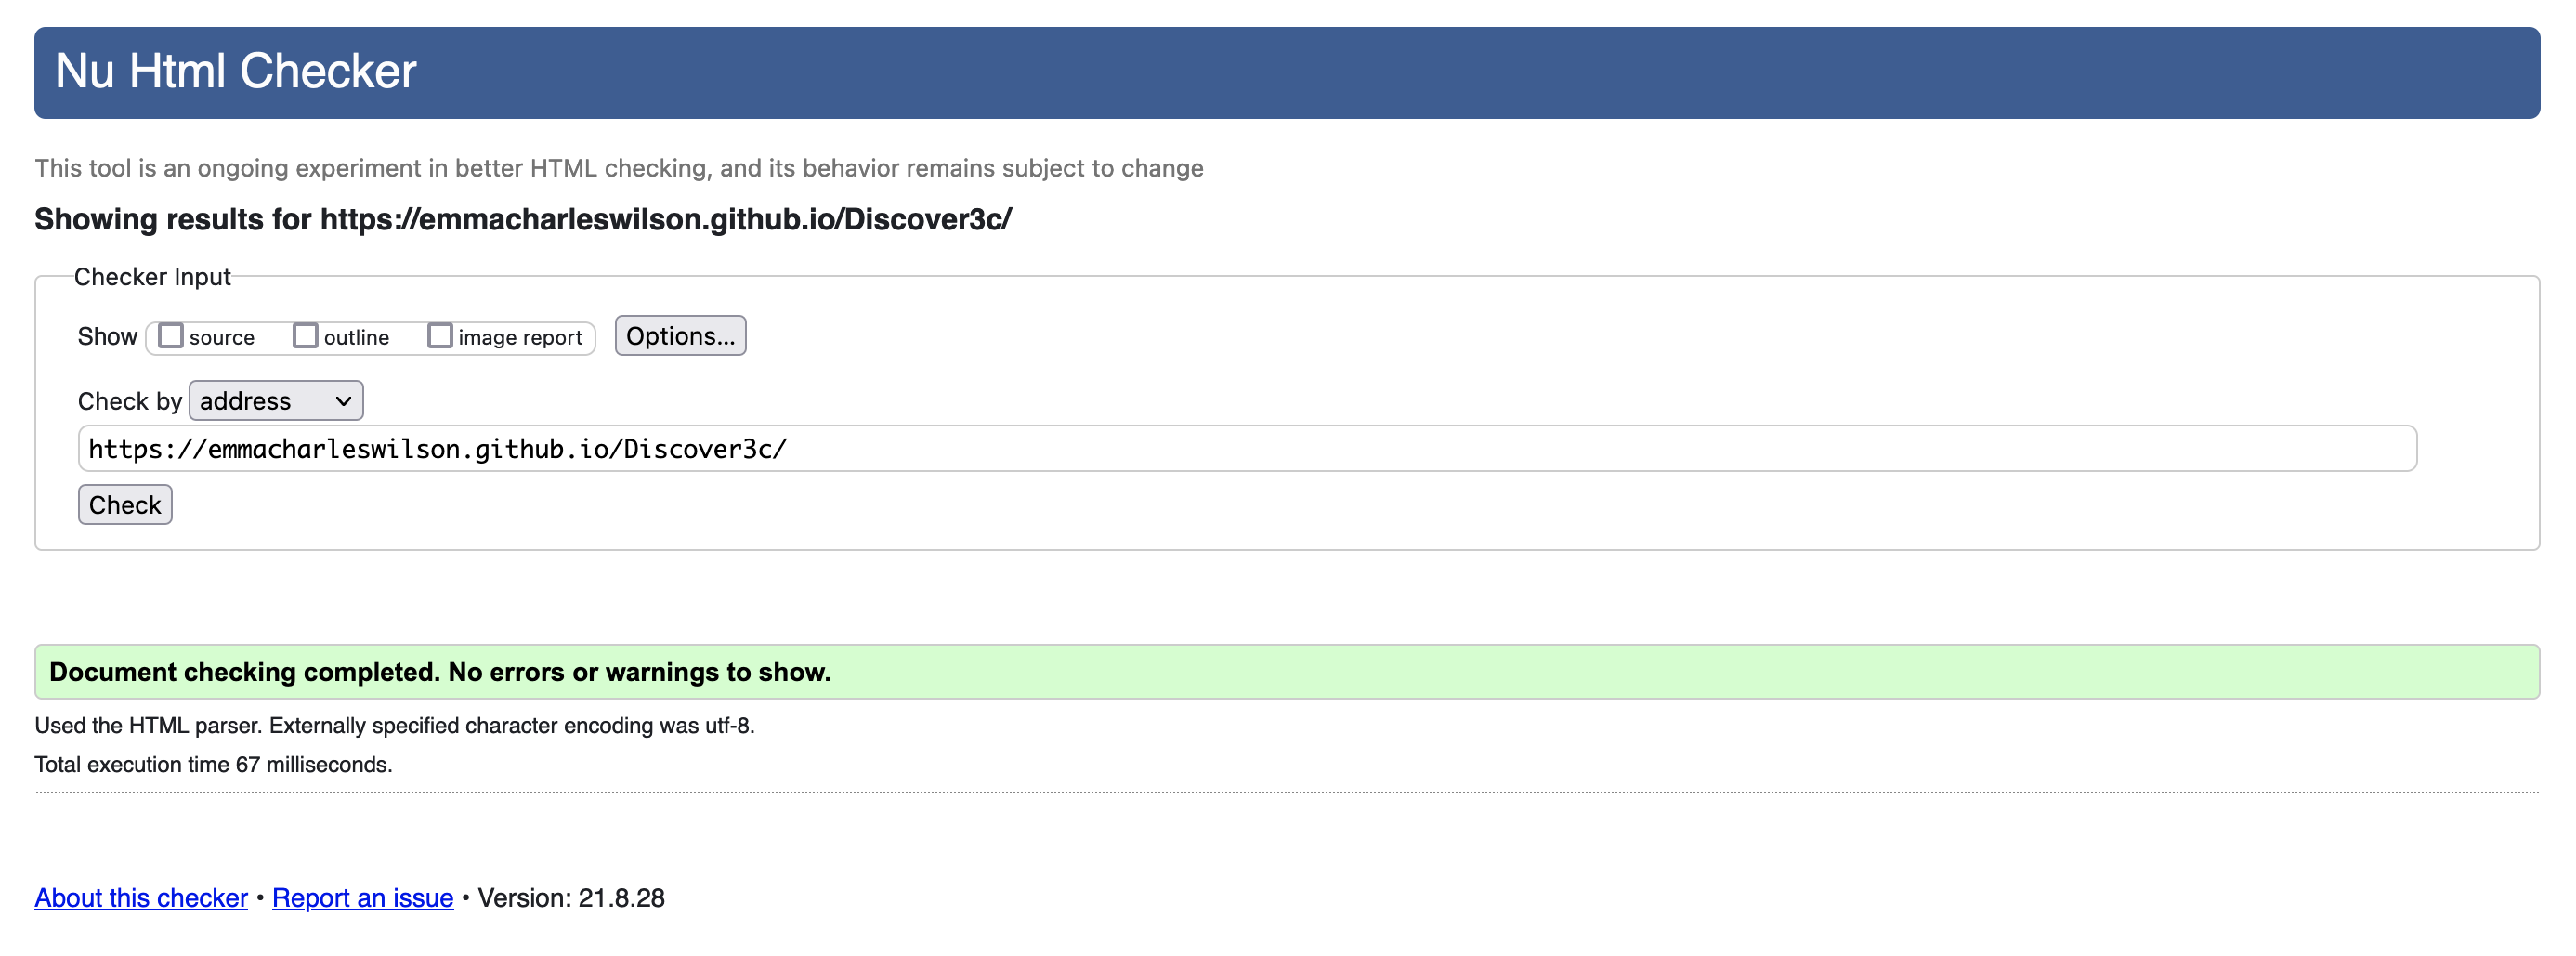 Nu Html Checker
This tool is an ongoing experiment in better HTML checking, and its behavior remains subject to change
Showing results for https://emmacharleswilson.github.io/Discover3c/
Checker Input
Show source outline image report Options...
Check by address
https://emmacharleswilson.github.io/Discover3c/
Check
Document checking completed. No errors or warnings to show.
Used the HTML parser. Externally specified character encoding was utf-8.
Total execution time 67 milliseconds.
About this checker • Report an issue • Version: 21.8.28